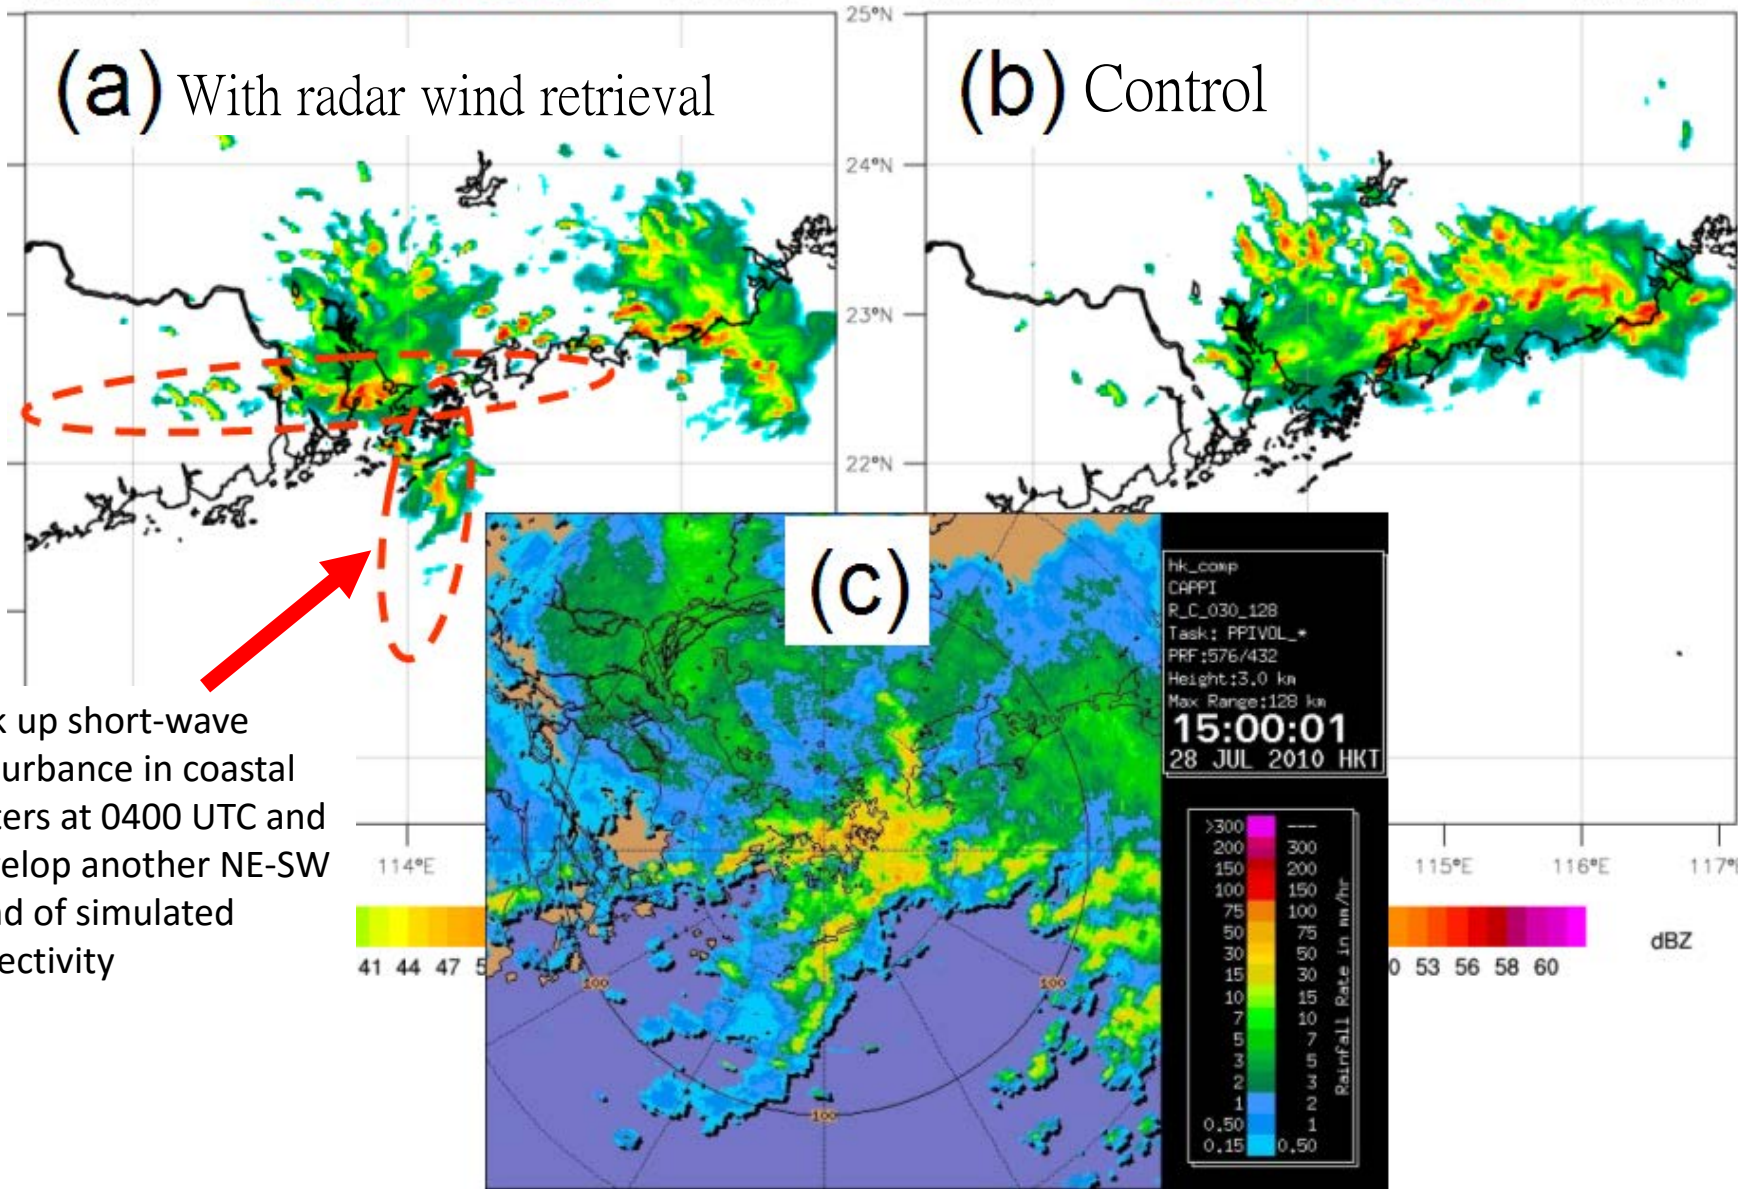 (a) With radar wind retrieval
(b) Control
25°N
24°N
23°N
22°N
(c)
k up short-wave
urbance in coastal
ters at 0400 UTC and
elop another NE-SW
d of simulated
ectivity
114°E
41 44 47 5
hk_comp
CAPPI
R_C_030_128
Task: PPIVOL_*
PRF:576/432
Height:3.0 km
Max Range:128 km
15:00:01
28 JUL 2010 HKT
>300 ---
200 300
150 200
100 150
75 100
50 75
30 50
15 30
10 15
7 10
5 7
3 5
2 3
1 2
0.50 1
0.15 0.50
Rainfall Rate in mm/hr
100
100
100
115°E 116°E 117°
0 53 56 58 60
dBZ